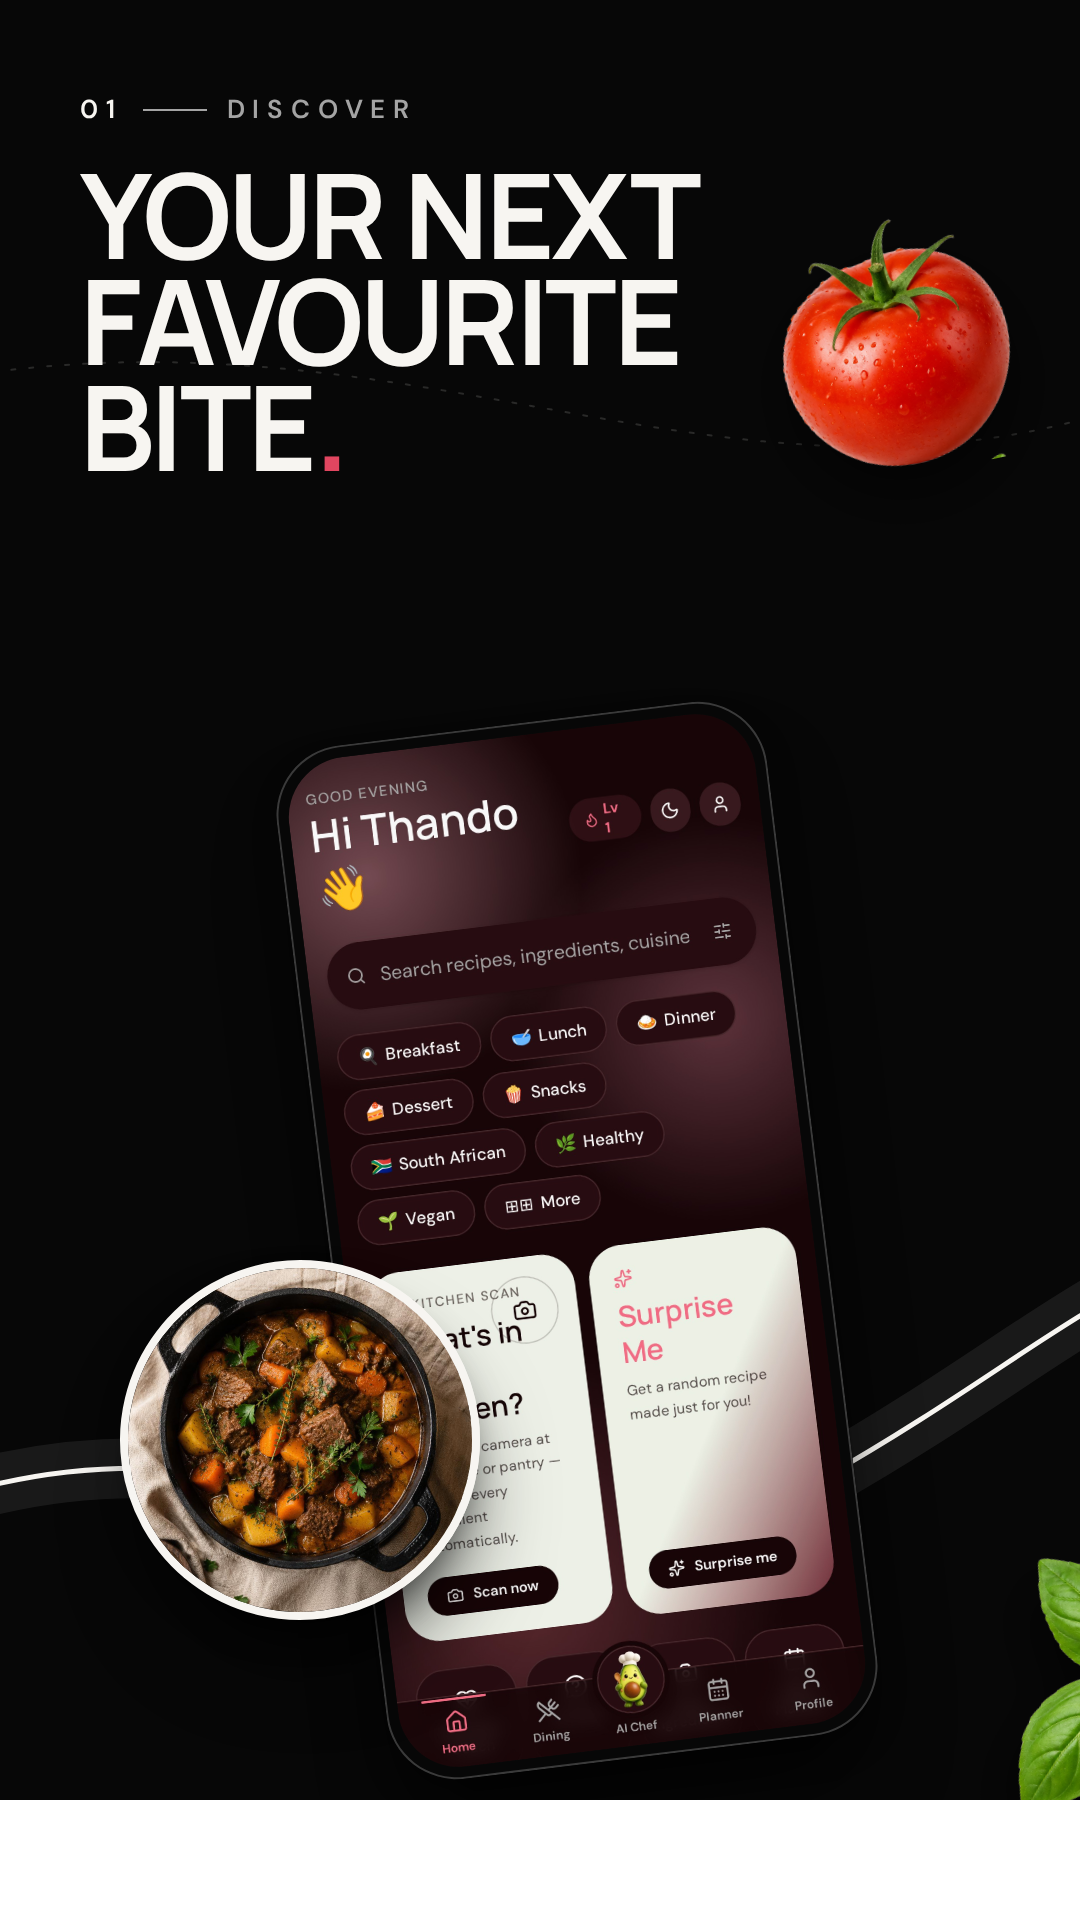 01 DISCOVER
YOUR NEXT
FAVOURITE
BITE.
GOOD EVENING
Hi Thando
👋
Lv
1
Search recipes, ingredients, cuisine
🍳 Breakfast
🥣 Lunch
🍛 Dinner
🍰 Dessert
🍿 Snacks
🇿🇦 South African
🌿 Healthy
🌱 Vegan
More
KITCHEN SCAN
at's in
en?
camera at
or pantry —
every
omatically.
Scan now
Surprise
Me
Get a random recipe
made just for you!
Surprise me
Home
Dining
AI Chef
Planner
Profile